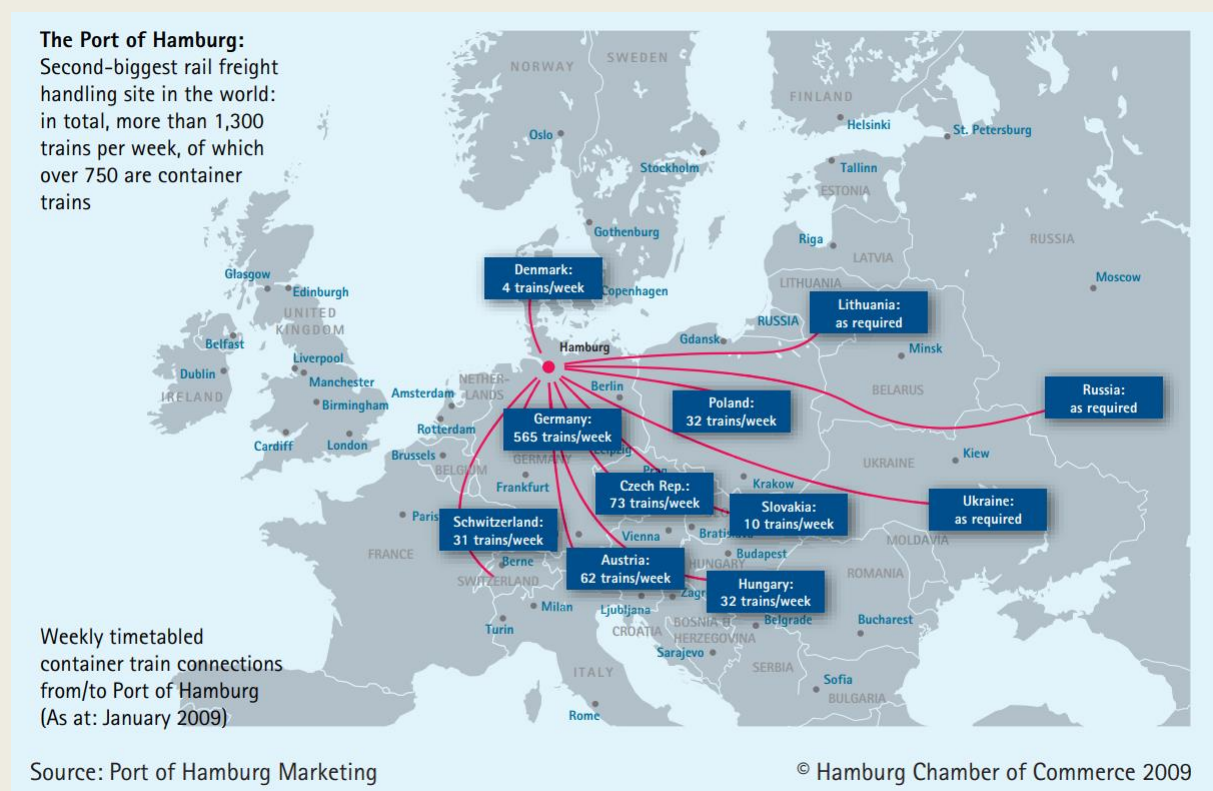 The Port of Hamburg:
Second-biggest rail freight
handling site in the world:
in total, more than 1,300
trains per week, of which
over 750 are container
trains
NORWAY
SWEDEN
FINLAND
Helsinki
St. Petersburg
Oslo
Stockholm
Tallinn
ESTONIA
Gothenburg
Riga
LATVIA
RUSSIA
Moscow
Glasgow
Edinburgh
UNITED
KINGDOM
Denmark:
4 trains/week
Copenhagen
LITHUANIA
Lithuania:
as required
RUSSIA
Belfast
Hamburg
Gdansk
Minsk
Dublin
IRELAND
Liverpool
Manchester
Birmingham
Cardiff
London
Amsterdam
NETHER-
LANDS
Rotterdam
Berlin
BELARUS
Poland:
32 trains/week
Russia:
as required
Germany:
565 trains/week
Leipzig
Brussels
BELGIUM
GERMANY
Frankfurt
Prag
Krakow
UKRAINE
Kiew
Czech Rep.:
73 trains/week
Slovakia:
10 trains/week
Ukraine:
as required
Paris
Schwitzerland:
31 trains/week
Vienna
Bratislava
Budapest
MOLDAVIA
FRANCE
Berne
SWITZERLAND
Austria:
62 trains/week
HUNGARY
Hungary:
32 trains/week
ROMANIA
Milan
Turin
Ljubljana
CROATIA
BOSNIA &
HERZEGOVINA
Belgrade
Bucharest
Sarajevo
SERBIA
ITALY
Sofia
BULGARIA
Rome
Weekly timetabled
container train connections
from/to Port of Hamburg
(As at: January 2009)
Source: Port of Hamburg Marketing
© Hamburg Chamber of Commerce 2009